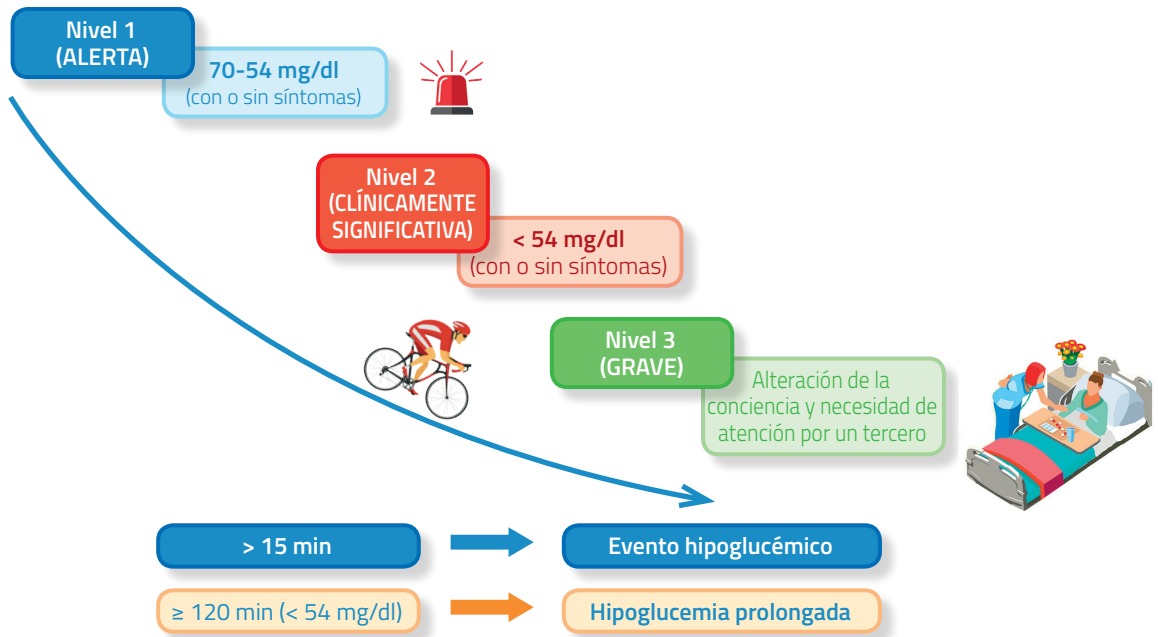 Nivel 1
(ALERTA)
70-54 mg/dl
(con o sin síntomas)
Nivel 2
(CLÍNICAMENTE
SIGNIFICATIVA)
< 54 mg/dl
(con o sin síntomas)
Nivel 3
(GRAVE)
Alteración de la
conciencia y necesidad de
atención por un tercero
> 15 min
Evento hipoglucémico
≥ 120 min (< 54 mg/dl)
Hipoglucemia prolongada